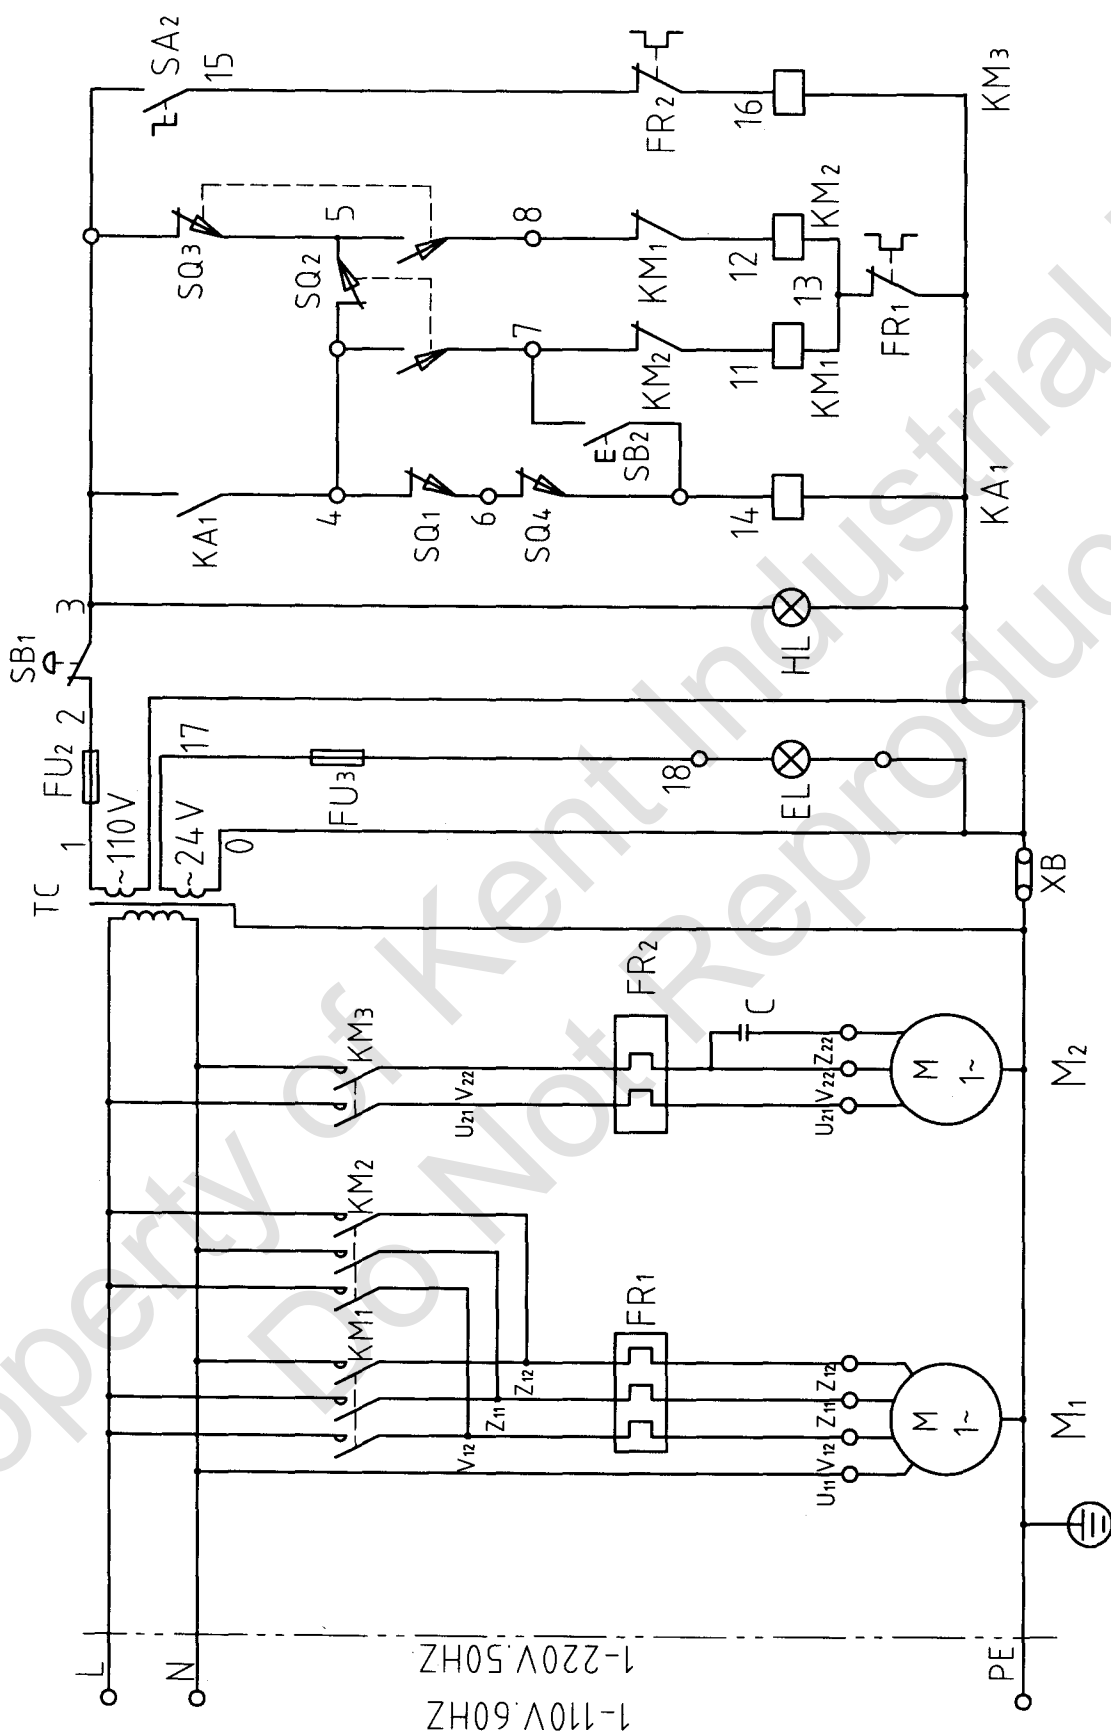 L
N
PE
1-220V.50HZ
1-110V.60HZ
KM1
KM2
KM3
V12
Z11
Z12
U21
V22
FR1
FR2
C
U11
V12
Z11
Z12
U21
V22
Z22
M
1~
M
1~
M1
M2
TC
1
FU2
2
SB1
3
~110V
~24V
17
0
FU3
18
EL
HL
XB
KA1
4
SQ1
6
SQ4
14
KA1
SB2
SQ3
SQ2
5
7
8
KM2
KM1
11
12
KM1
KM2
13
FR1
SA2
15
FR2
16
KM3
Property of Kent Industrial
Do Not Reproduc